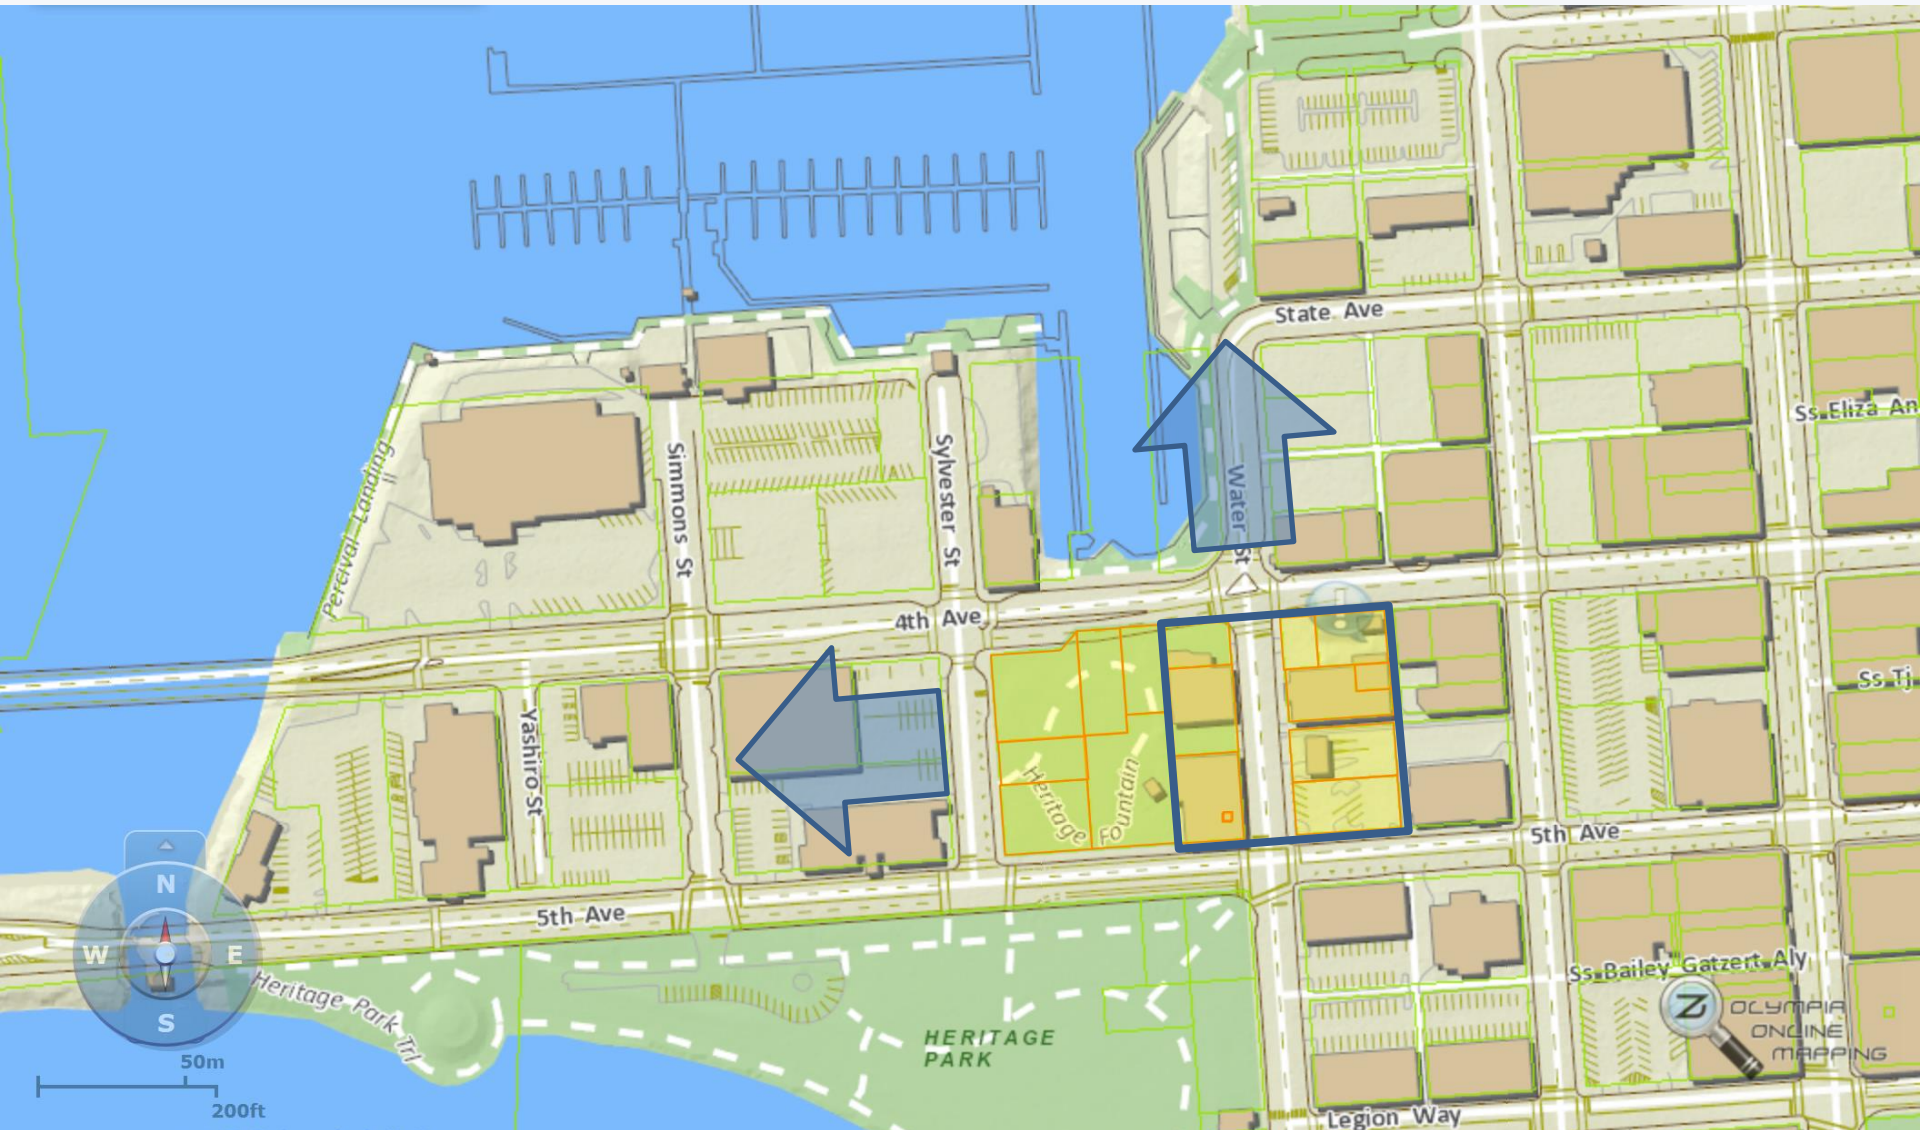 State Ave
Ss Eliza An
Percival Landing
Simmons St
Sylvester St
Water St
4th Ave
Yashiro St
Heritage
Fountain
Ss Tj
5th Ave
5th Ave
N
W
E
S
Heritage Park Trl
HERITAGE
PARK
Ss Bailey Gatzert Aly
Z
OLYMPIA
ONLINE
MAPPING
50m
200ft
Legion Way